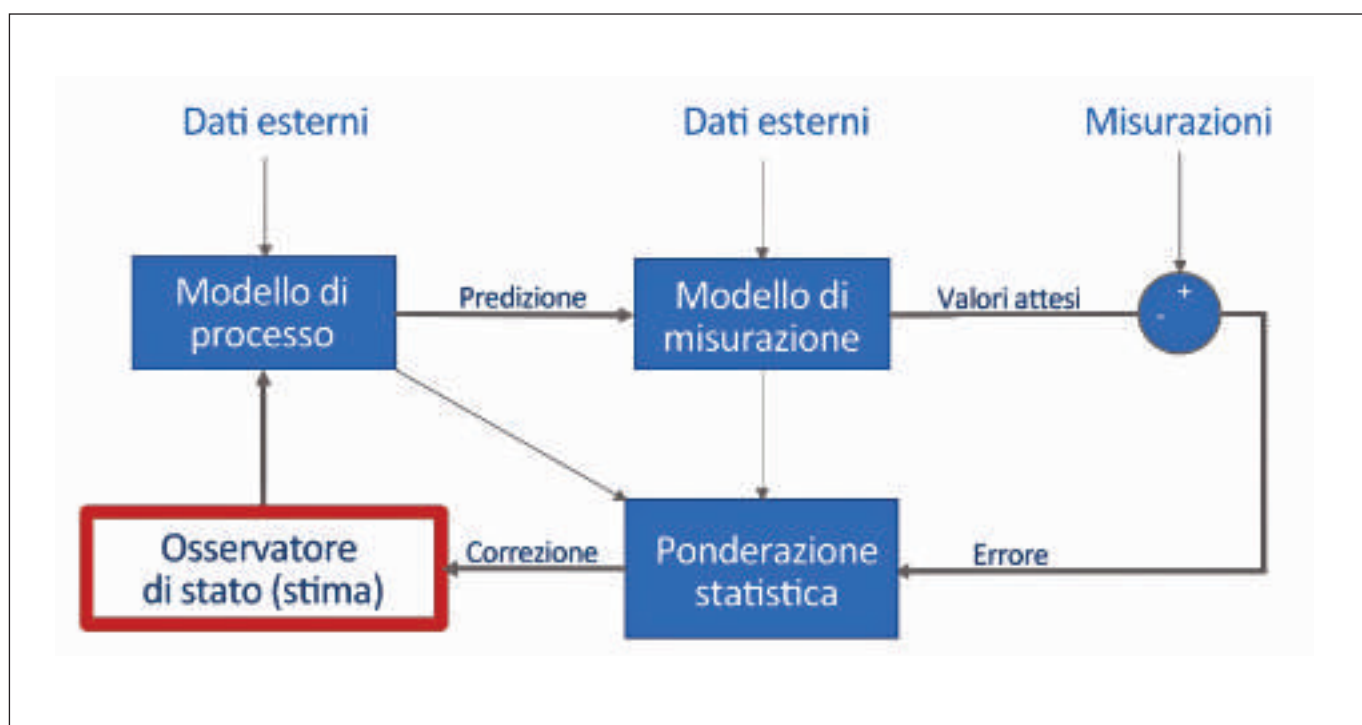 Dati esterni
Dati esterni
Misurazioni
Modello di
processo
Predizione
Modello di
misurazione
Valori attesi
+
-
Osservatore
di stato (stima)
Correzione
Ponderazione
statistica
Errore